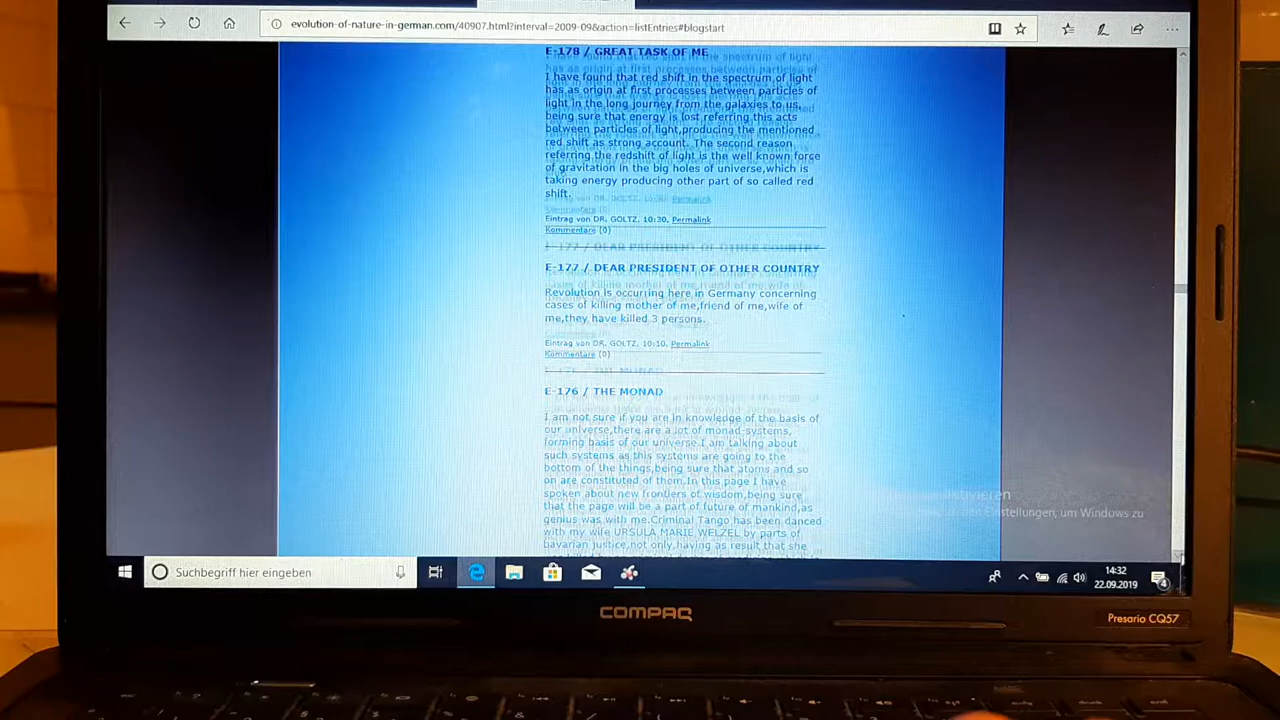 evolution-of-nature-in-german.com/40907.html?interval=2009-09&action=listEntries#blogstart
E-178 / GREAT TASK OF ME
I have found that red shift in the spectrum of light
has as origin at first processes between particles of
light in the long journey from the galaxies to us,
being sure that energy is lost referring this acts
between particles of light,producing the mentioned
red shift as strong account. The second reason
referring the redshift of light is the well known force
of gravitation in the big holes of universe,which is
taking energy producing other part of so called red
shift.
Eintrag von DR. GOLTZ, 10:30, Permalink
Kommentare (0)
E-177 / DEAR PRESIDENT OF OTHER COUNTRY
Revolution is occurring here in Germany concerning
cases of killing mother of me,friend of me,wife of
me,they have killed 3 persons.
Eintrag von DR. GOLTZ, 10:10, Permalink
Kommentare (0)
E-176 / THE MONAD
I am not sure if you are in knowledge of the basis of
our universe,there are a lot of monad-systems,
forming basis of our universe.I am talking about
such systems as this systems are going to the
bottom of the things,being sure that atoms and so
on are constituted of them.In this page I have
spoken about new frontiers of wisdom,being sure
that the page will be a part of future of mankind,as
genius was with me.Criminal Tango has been danced
with my wife URSULA MARIE WELZEL by parts of
bavarian justice,not only,having as result that she
aktivieren
Einstellungen, um Windows zu
Suchbegriff hier eingeben
14:32
22.09.2019
4
COMPAQ
Presario CQ57